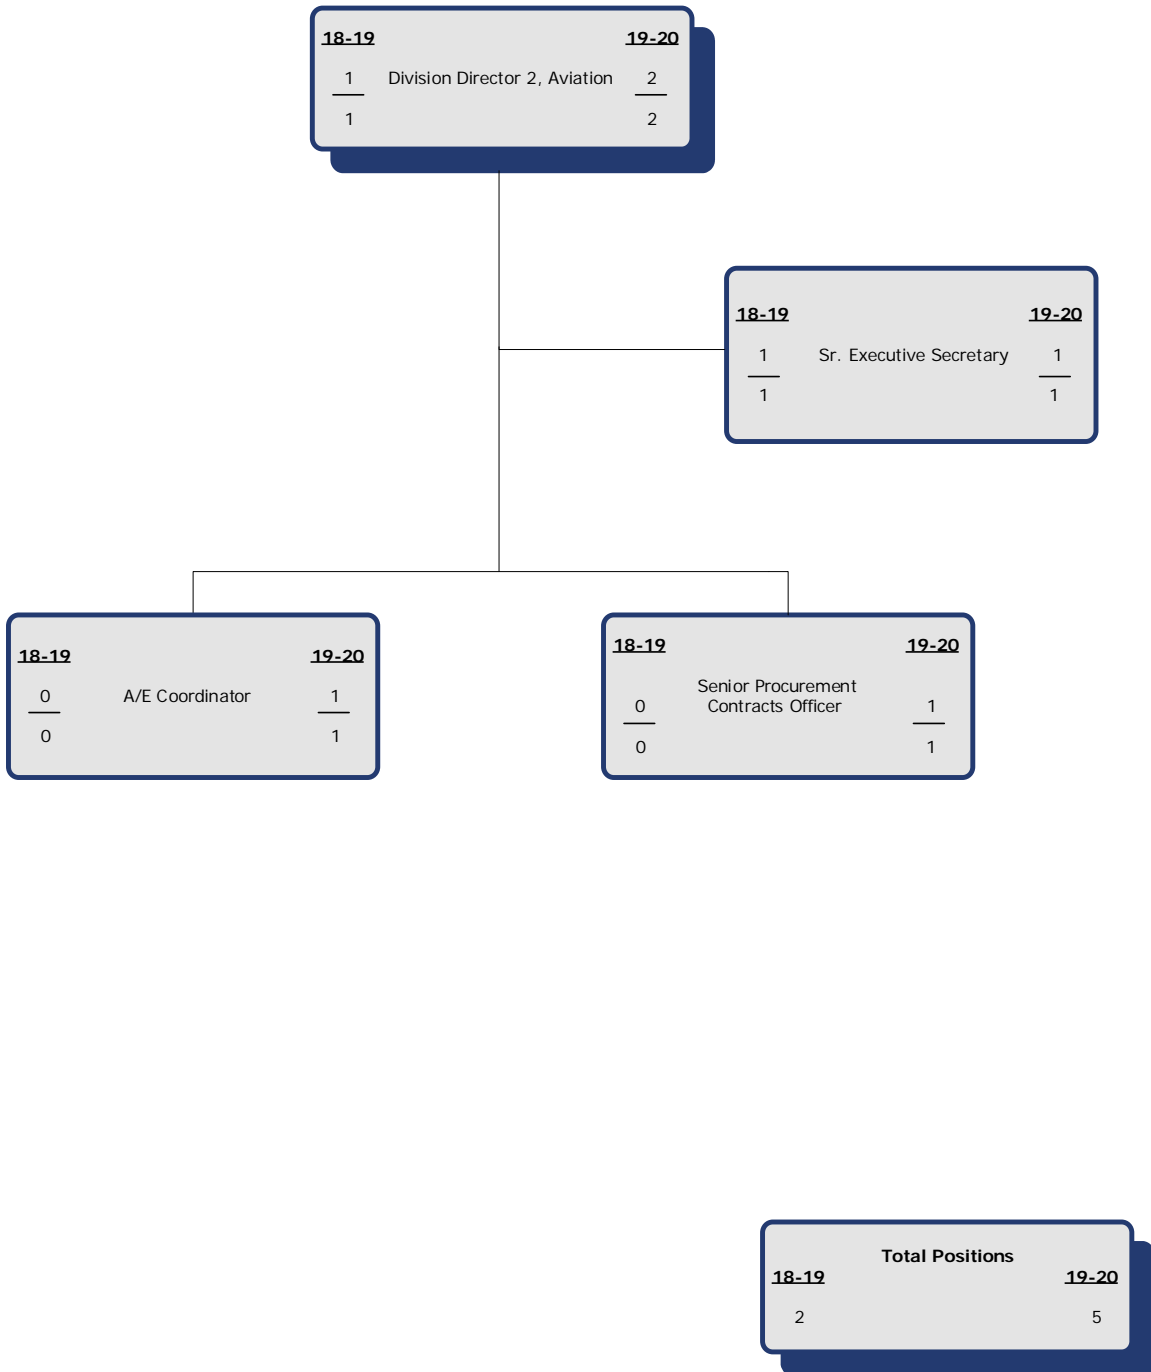 18-19 19-20
1 Division Director 2, Aviation 2
1 2
18-19 19-20
1 Sr. Executive Secretary 1
1 1
18-19 19-20
0 A/E Coordinator 1
0 1
18-19 19-20
Senior Procurement
0 Contracts Officer 1
0 1
Total Positions
18-19 19-20
2 5